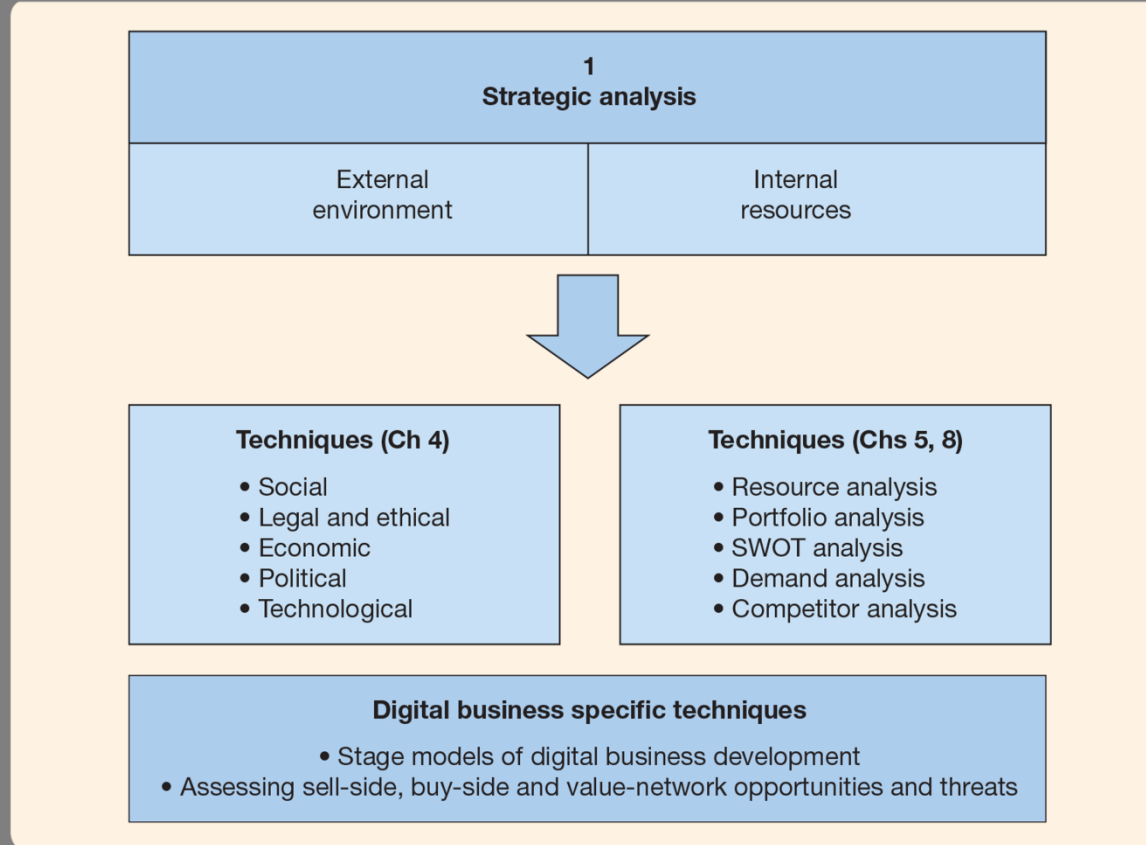 1
Strategic analysis
External
environment
Internal
resources
Techniques (Ch 4)
• Social
• Legal and ethical
• Economic
• Political
• Technological
Techniques (Chs 5, 8)
• Resource analysis
• Portfolio analysis
• SWOT analysis
• Demand analysis
• Competitor analysis
Digital business specific techniques
• Stage models of digital business development
• Assessing sell-side, buy-side and value-network opportunities and threats